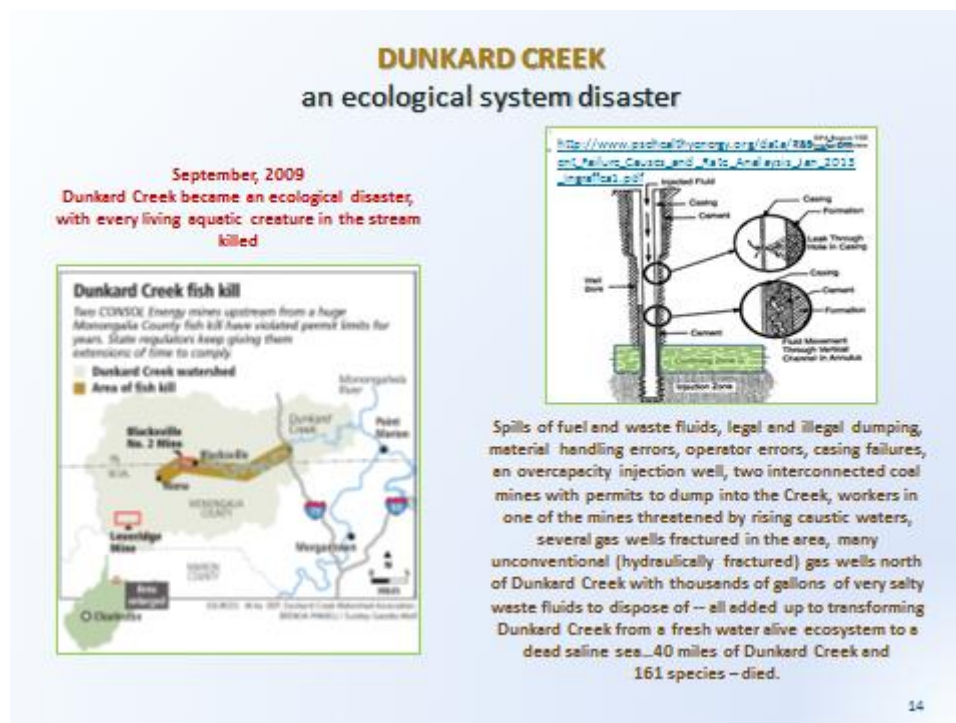 DUNKARD CREEK
an ecological system disaster
September, 2009
Dunkard Creek became an ecological disaster,
with every living aquatic creature in the stream
killed
Dunkard Creek fish kill
Two CONSOL Energy mines upstream from a huge
Monongalia County fish kill have violated permit limits for
years. State regulators keep giving them
extensions of time to comply.
Dunkard Creek watershed
Area of fish kill
Monongahela
River
Dunkard
Creek
Point
Marion
Blacksville
No. 2 Mine
Blacksville
MONONGALIA
COUNTY
Loveridge
Mine
Morgantown
MARION
COUNTY
Area
Charleston
Injected Fluid
Casing
Cement
Well
Bore
Casing
Formation
Leak Through
Hole in Casing
Casing
Cement
Formation
Cement
Fluid Movement
Through Vertical
Channel in Annulus
Confining Zone
Injection Zone
Spills of fuel and waste fluids, legal and illegal dumping,
material handling errors, operator errors, casing failures,
an overcapacity injection well, two interconnected coal
mines with permits to dump into the Creek, workers in
one of the mines threatened by rising caustic waters,
several gas wells fractured in the area, many
unconventional (hydraulically fractured) gas wells north
of Dunkard Creek with thousands of gallons of very salty
waste fluids to dispose of -- all added up to transforming
Dunkard Creek from a fresh water alive ecosystem to a
dead saline sea...40 miles of Dunkard Creek and
161 species – died.
14